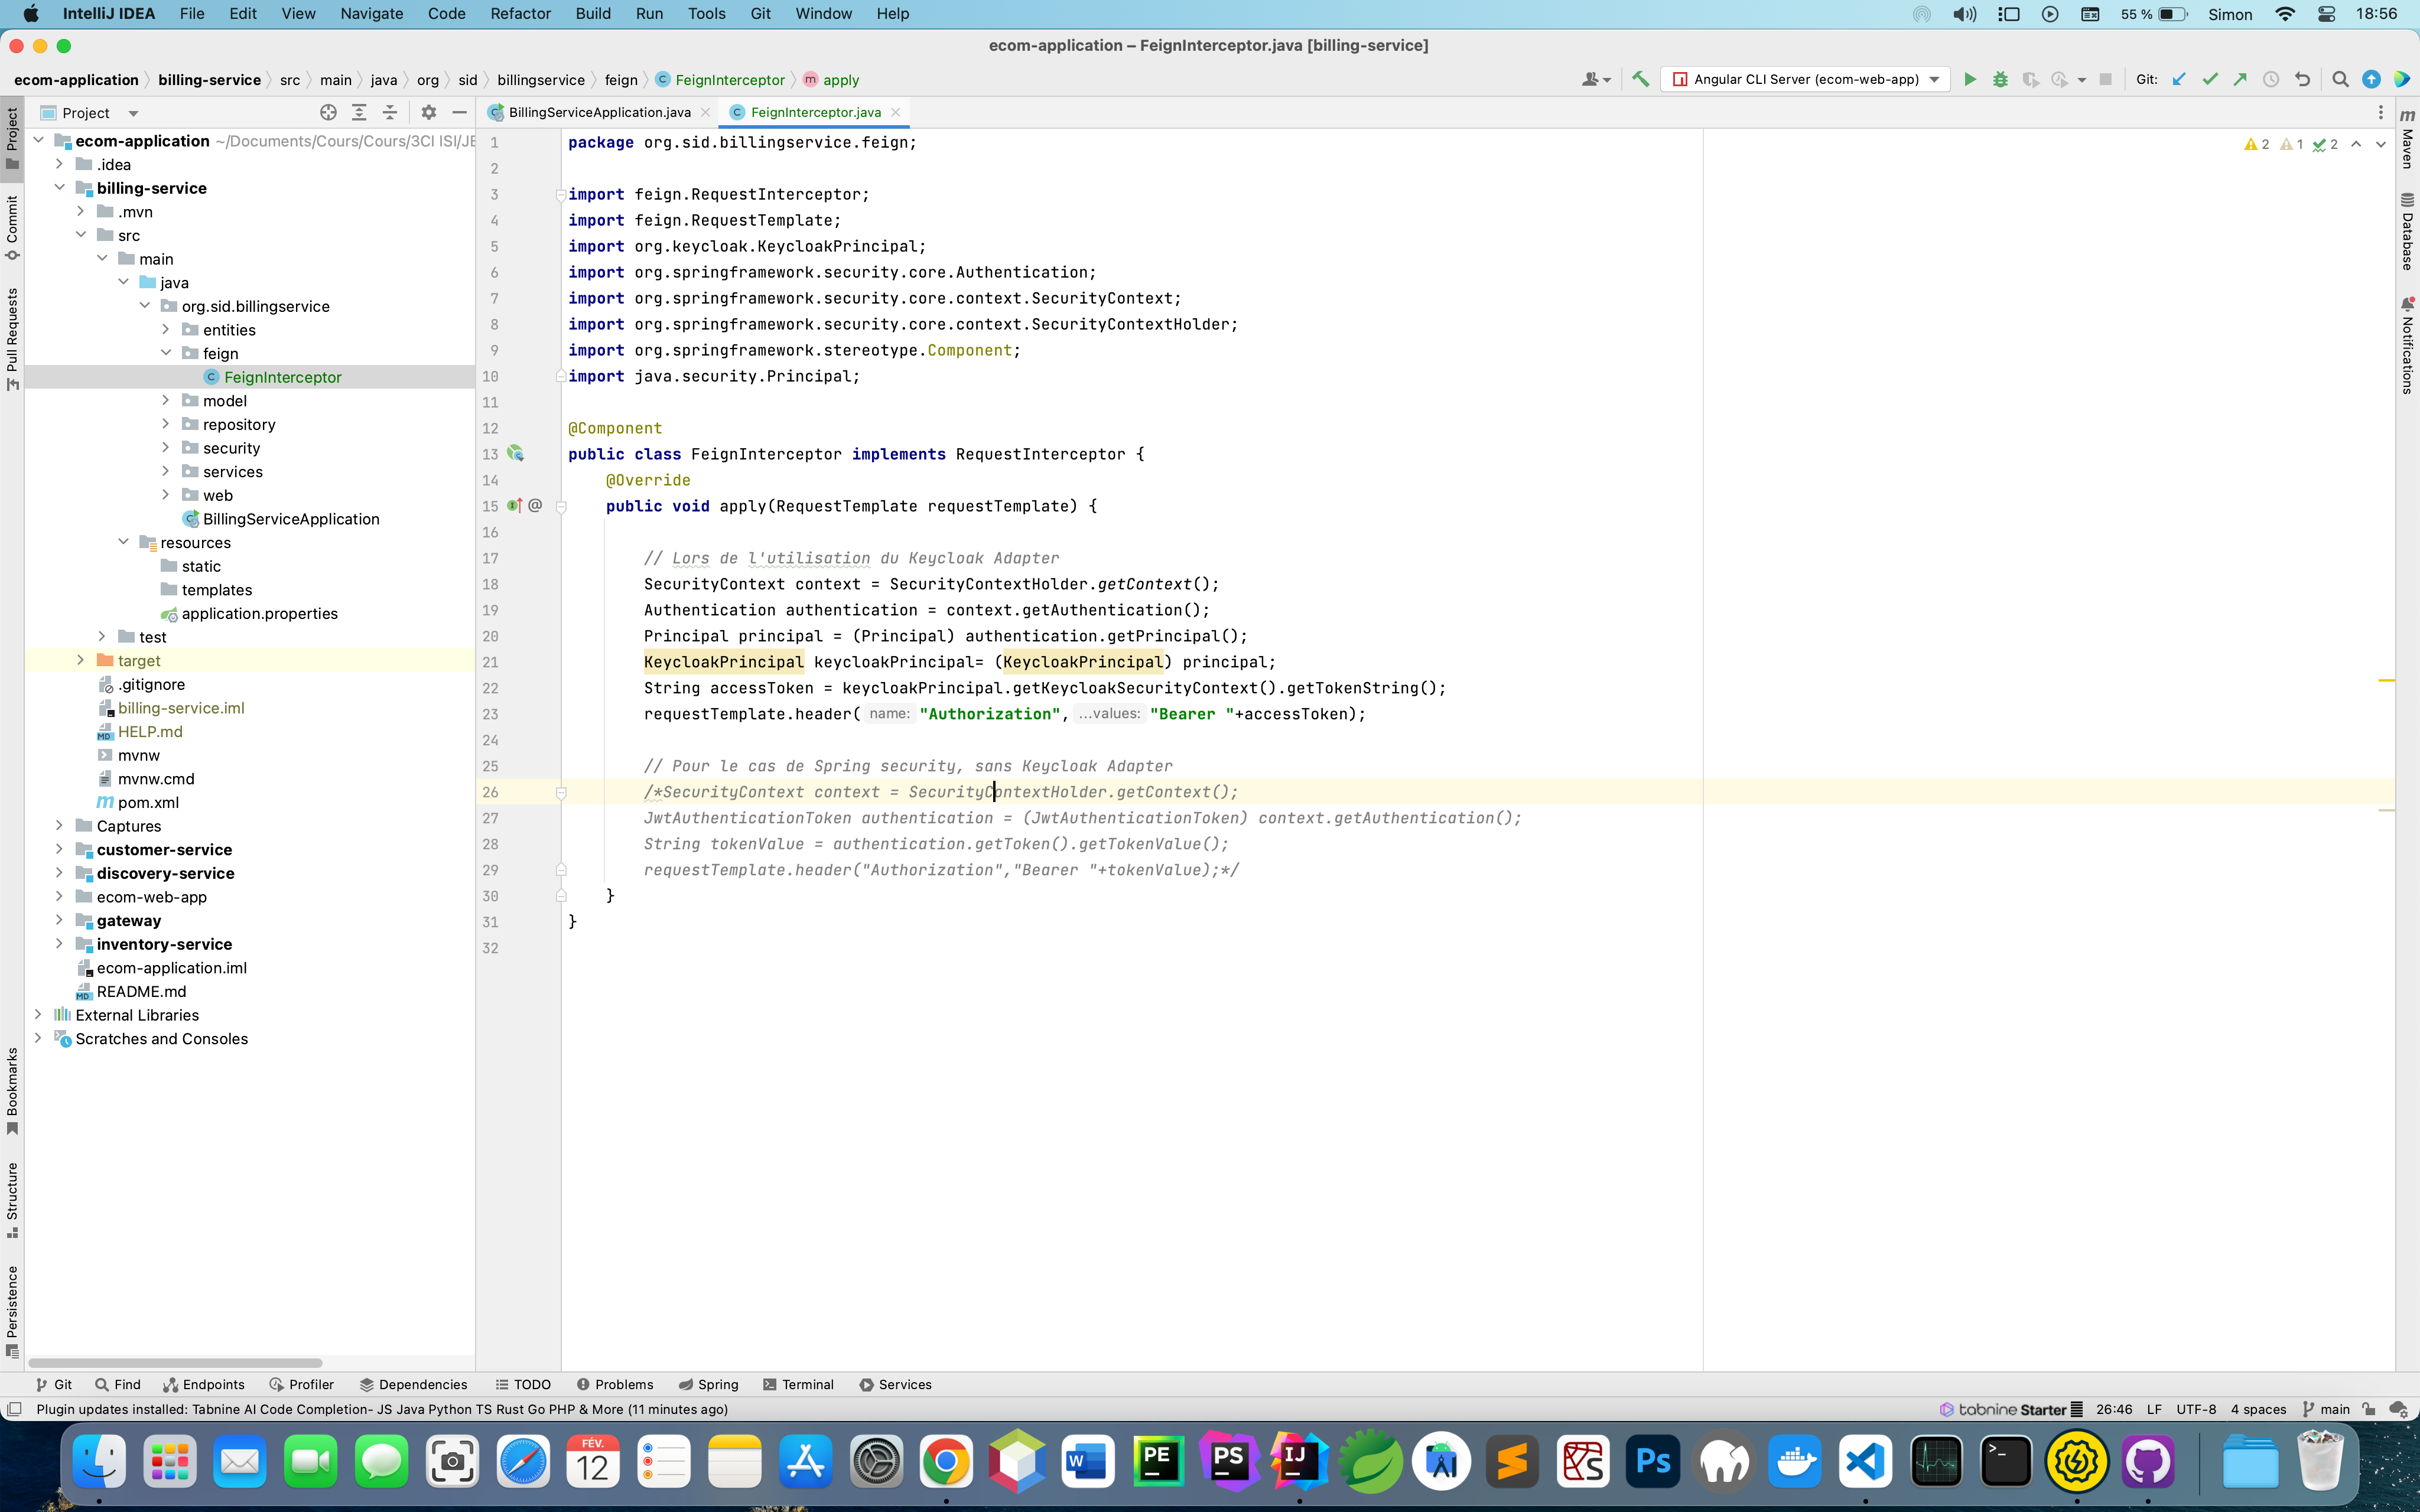 IntelliJ IDEA File Edit View Navigate Code Refactor Build Run Tools Git Window Help 55 % Simon 18:56
ecom-application – FeignInterceptor.java [billing-service]
ecom-application billing-service src main java org sid billingservice feign FeignInterceptor apply Angular CLI Server (ecom-web-app) Git:
Project
BillingServiceApplication.java FeignInterceptor.java
ecom-application ~/Documents/Cours/Cours/3CI ISI/JE
.idea
billing-service
.mvn
src
main
java
org.sid.billingservice
entities
feign
FeignInterceptor
model
repository
security
services
web
BillingServiceApplication
resources
static
templates
application.properties
test
target
.gitignore
billing-service.iml
HELP.md
mvnw
mvnw.cmd
pom.xml
Captures
customer-service
discovery-service
ecom-web-app
gateway
inventory-service
ecom-application.iml
README.md
External Libraries
Scratches and Consoles
Project
Commit
Pull Requests
Bookmarks
Structure
Persistence
1 package org.sid.billingservice.feign;
2
3 import feign.RequestInterceptor;
4 import feign.RequestTemplate;
5 import org.keycloak.KeycloakPrincipal;
6 import org.springframework.security.core.Authentication;
7 import org.springframework.security.core.context.SecurityContext;
8 import org.springframework.security.core.context.SecurityContextHolder;
9 import org.springframework.stereotype.Component;
10 import java.security.Principal;
11
12 @Component
13 public class FeignInterceptor implements RequestInterceptor {
14 @Override
15 public void apply(RequestTemplate requestTemplate) {
16
17 // Lors de l'utilisation du Keycloak Adapter
18 SecurityContext context = SecurityContextHolder.getContext();
19 Authentication authentication = context.getAuthentication();
20 Principal principal = (Principal) authentication.getPrincipal();
21 KeycloakPrincipal keycloakPrincipal= (KeycloakPrincipal) principal;
22 String accessToken = keycloakPrincipal.getKeycloakSecurityContext().getTokenString();
23 requestTemplate.header( name: "Authorization", ...values: "Bearer "+accessToken);
24
25 // Pour le cas de Spring security, sans Keycloak Adapter
26 /*SecurityContext context = SecurityContextHolder.getContext();
27 JwtAuthenticationToken authentication = (JwtAuthenticationToken) context.getAuthentication();
28 String tokenValue = authentication.getToken().getTokenValue();
29 requestTemplate.header("Authorization","Bearer "+tokenValue);*/
30 }
31 }
32
2 1 2
Maven
Database
Notifications
Git Find Endpoints Profiler Dependencies TODO Problems Spring Terminal Services
Plugin updates installed: Tabnine AI Code Completion- JS Java Python TS Rust Go PHP & More (11 minutes ago) tabnine Starter 26:46 LF UTF-8 4 spaces main
FÉV.
12
W
PE
PS
IJ
Ps